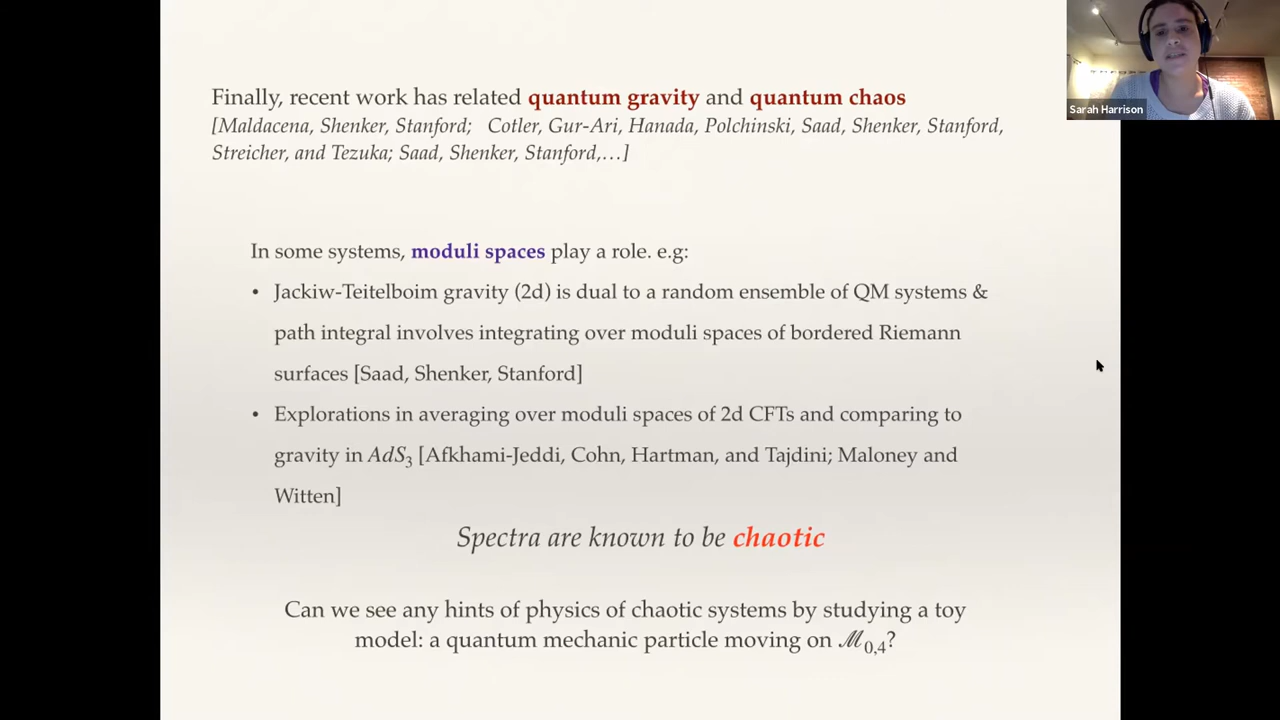 Finally, recent work has related quantum gravity and quantum chaos
[Maldacena, Shenker, Stanford; Cotler, Gur-Ari, Hanada, Polchinski, Saad, Shenker, Stanford,
Streicher, and Tezuka; Saad, Shenker, Stanford,…]
Sarah Harrison
In some systems, moduli spaces play a role. e.g:
• Jackiw-Teitelboim gravity (2d) is dual to a random ensemble of QM systems &
path integral involves integrating over moduli spaces of bordered Riemann
surfaces [Saad, Shenker, Stanford]
• Explorations in averaging over moduli spaces of 2d CFTs and comparing to
gravity in AdS₃ [Afkhami-Jeddi, Cohn, Hartman, and Tajdini; Maloney and
Witten]
Spectra are known to be chaotic
Can we see any hints of physics of chaotic systems by studying a toy
model: a quantum mechanic particle moving on ℳ₀,₄?